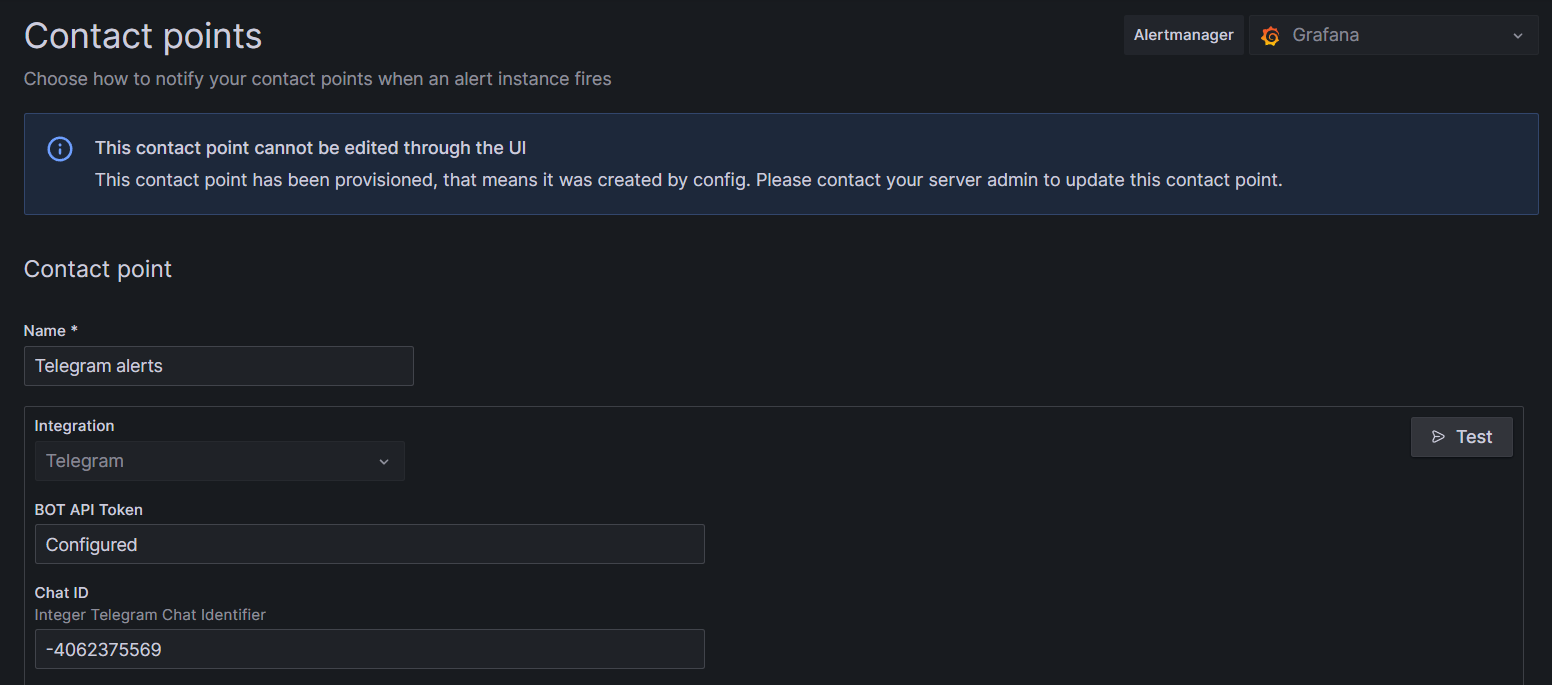 Contact points
Alertmanager
Grafana
Choose how to notify your contact points when an alert instance fires
This contact point cannot be edited through the UI
This contact point has been provisioned, that means it was created by config. Please contact your server admin to update this contact point.
Contact point
Name *
Telegram alerts
Integration
Test
Telegram
BOT API Token
Configured
Chat ID
Integer Telegram Chat Identifier
-4062375569